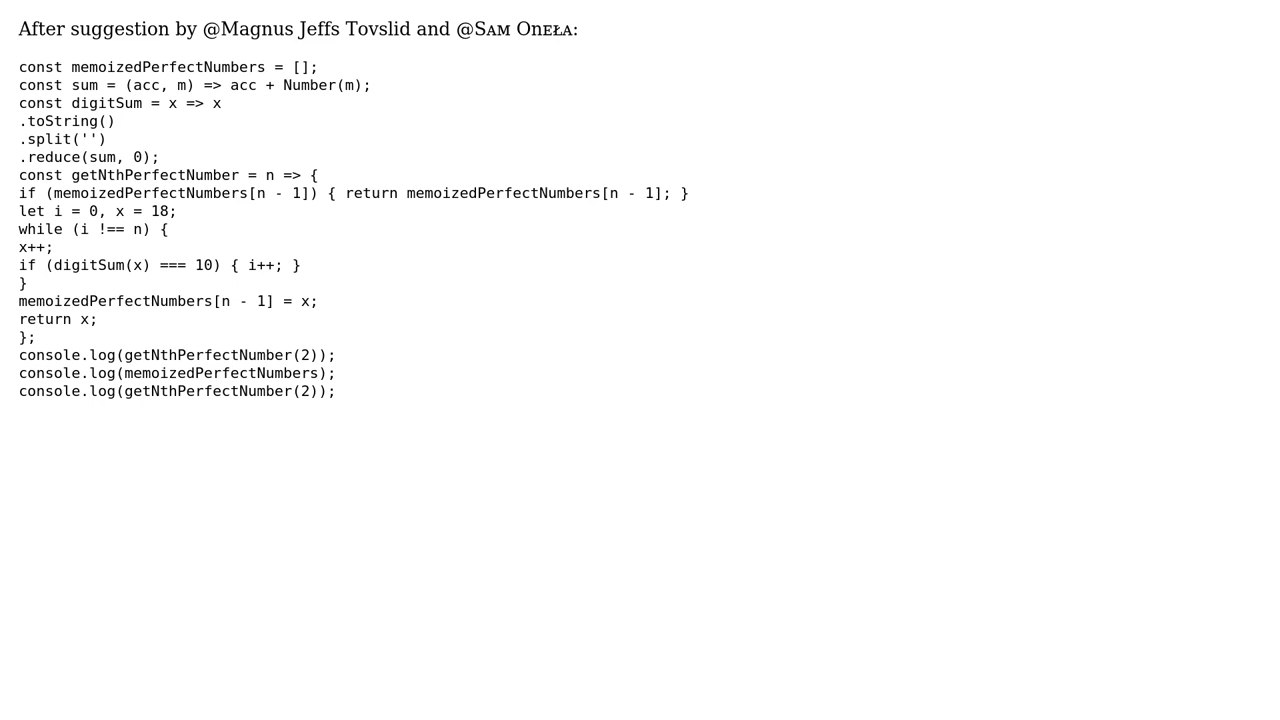 After suggestion by @Magnus Jeffs Tovslid and @Sᴀᴍ Onᴇᴌᴀ:
const memoizedPerfectNumbers = [];
const sum = (acc, m) => acc + Number(m);
const digitSum = x => x
.toString()
.split('')
.reduce(sum, 0);
const getNthPerfectNumber = n => {
if (memoizedPerfectNumbers[n - 1]) { return memoizedPerfectNumbers[n - 1]; }
let i = 0, x = 18;
while (i !== n) {
x++;
if (digitSum(x) === 10) { i++; }
}
memoizedPerfectNumbers[n - 1] = x;
return x;
};
console.log(getNthPerfectNumber(2));
console.log(memoizedPerfectNumbers);
console.log(getNthPerfectNumber(2));